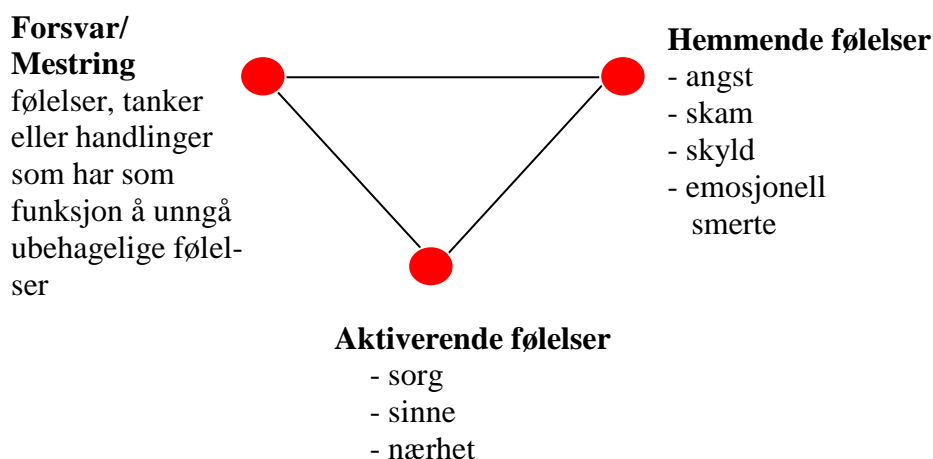 Forsvar/
Mestring
følelser, tanker
eller handlinger
som har som
funksjon å unngå
ubehagelige følel-
ser
Hemmende følelser
- angst
- skam
- skyld
- emosjonell
smerte
Aktiverende følelser
- sorg
- sinne
- nærhet